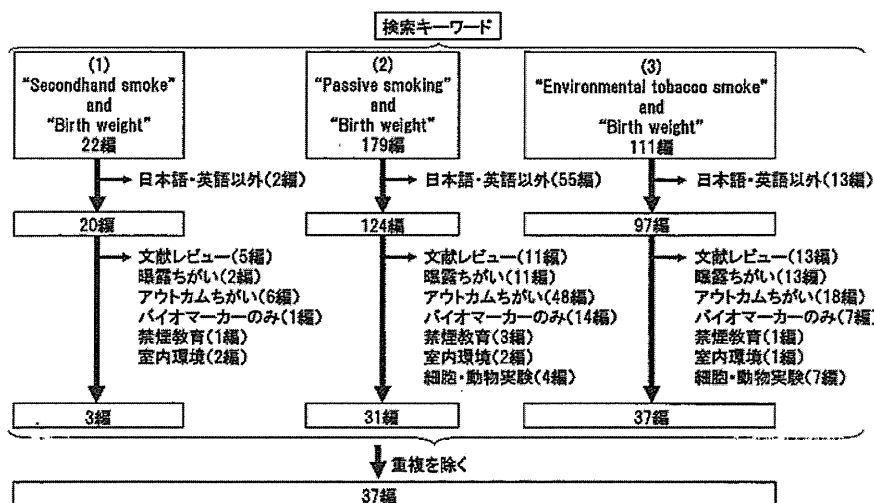 検索キーワード
(1)
“Secondhand smoke”
and
“Birth weight”
22編
(2)
“Passive smoking”
and
“Birth weight”
179編
(3)
“Environmental tobacco smoke”
and
“Birth weight”
111編
日本語・英語以外(2編)
日本語・英語以外(55編)
日本語・英語以外(13編)
20編
124編
97編
文献レビュー(5編)
曝露ちがい(2編)
アウトカムちがい(6編)
バイオマーカーのみ(1編)
禁煙教育(1編)
室内環境(2編)
文献レビュー(11編)
曝露ちがい(11編)
アウトカムちがい(48編)
バイオマーカーのみ(14編)
禁煙教育(3編)
室内環境(2編)
細胞・動物実験(4編)
文献レビュー(13編)
曝露ちがい(13編)
アウトカムちがい(18編)
バイオマーカーのみ(7編)
禁煙教育(1編)
室内環境(1編)
細胞・動物実験(7編)
3編
31編
37編
重複を除く
37編